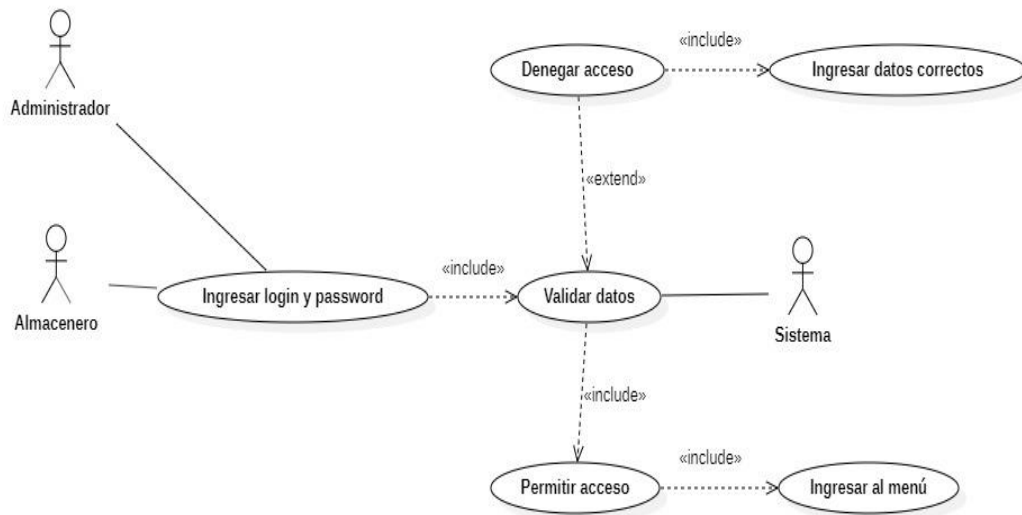 Administrador
«include»
Denegar acceso
Ingresar datos correctos
«extend»
Almacenero
Ingresar login y password
«include»
Validar datos
Sistema
«include»
Permitir acceso
«include»
Ingresar al menú